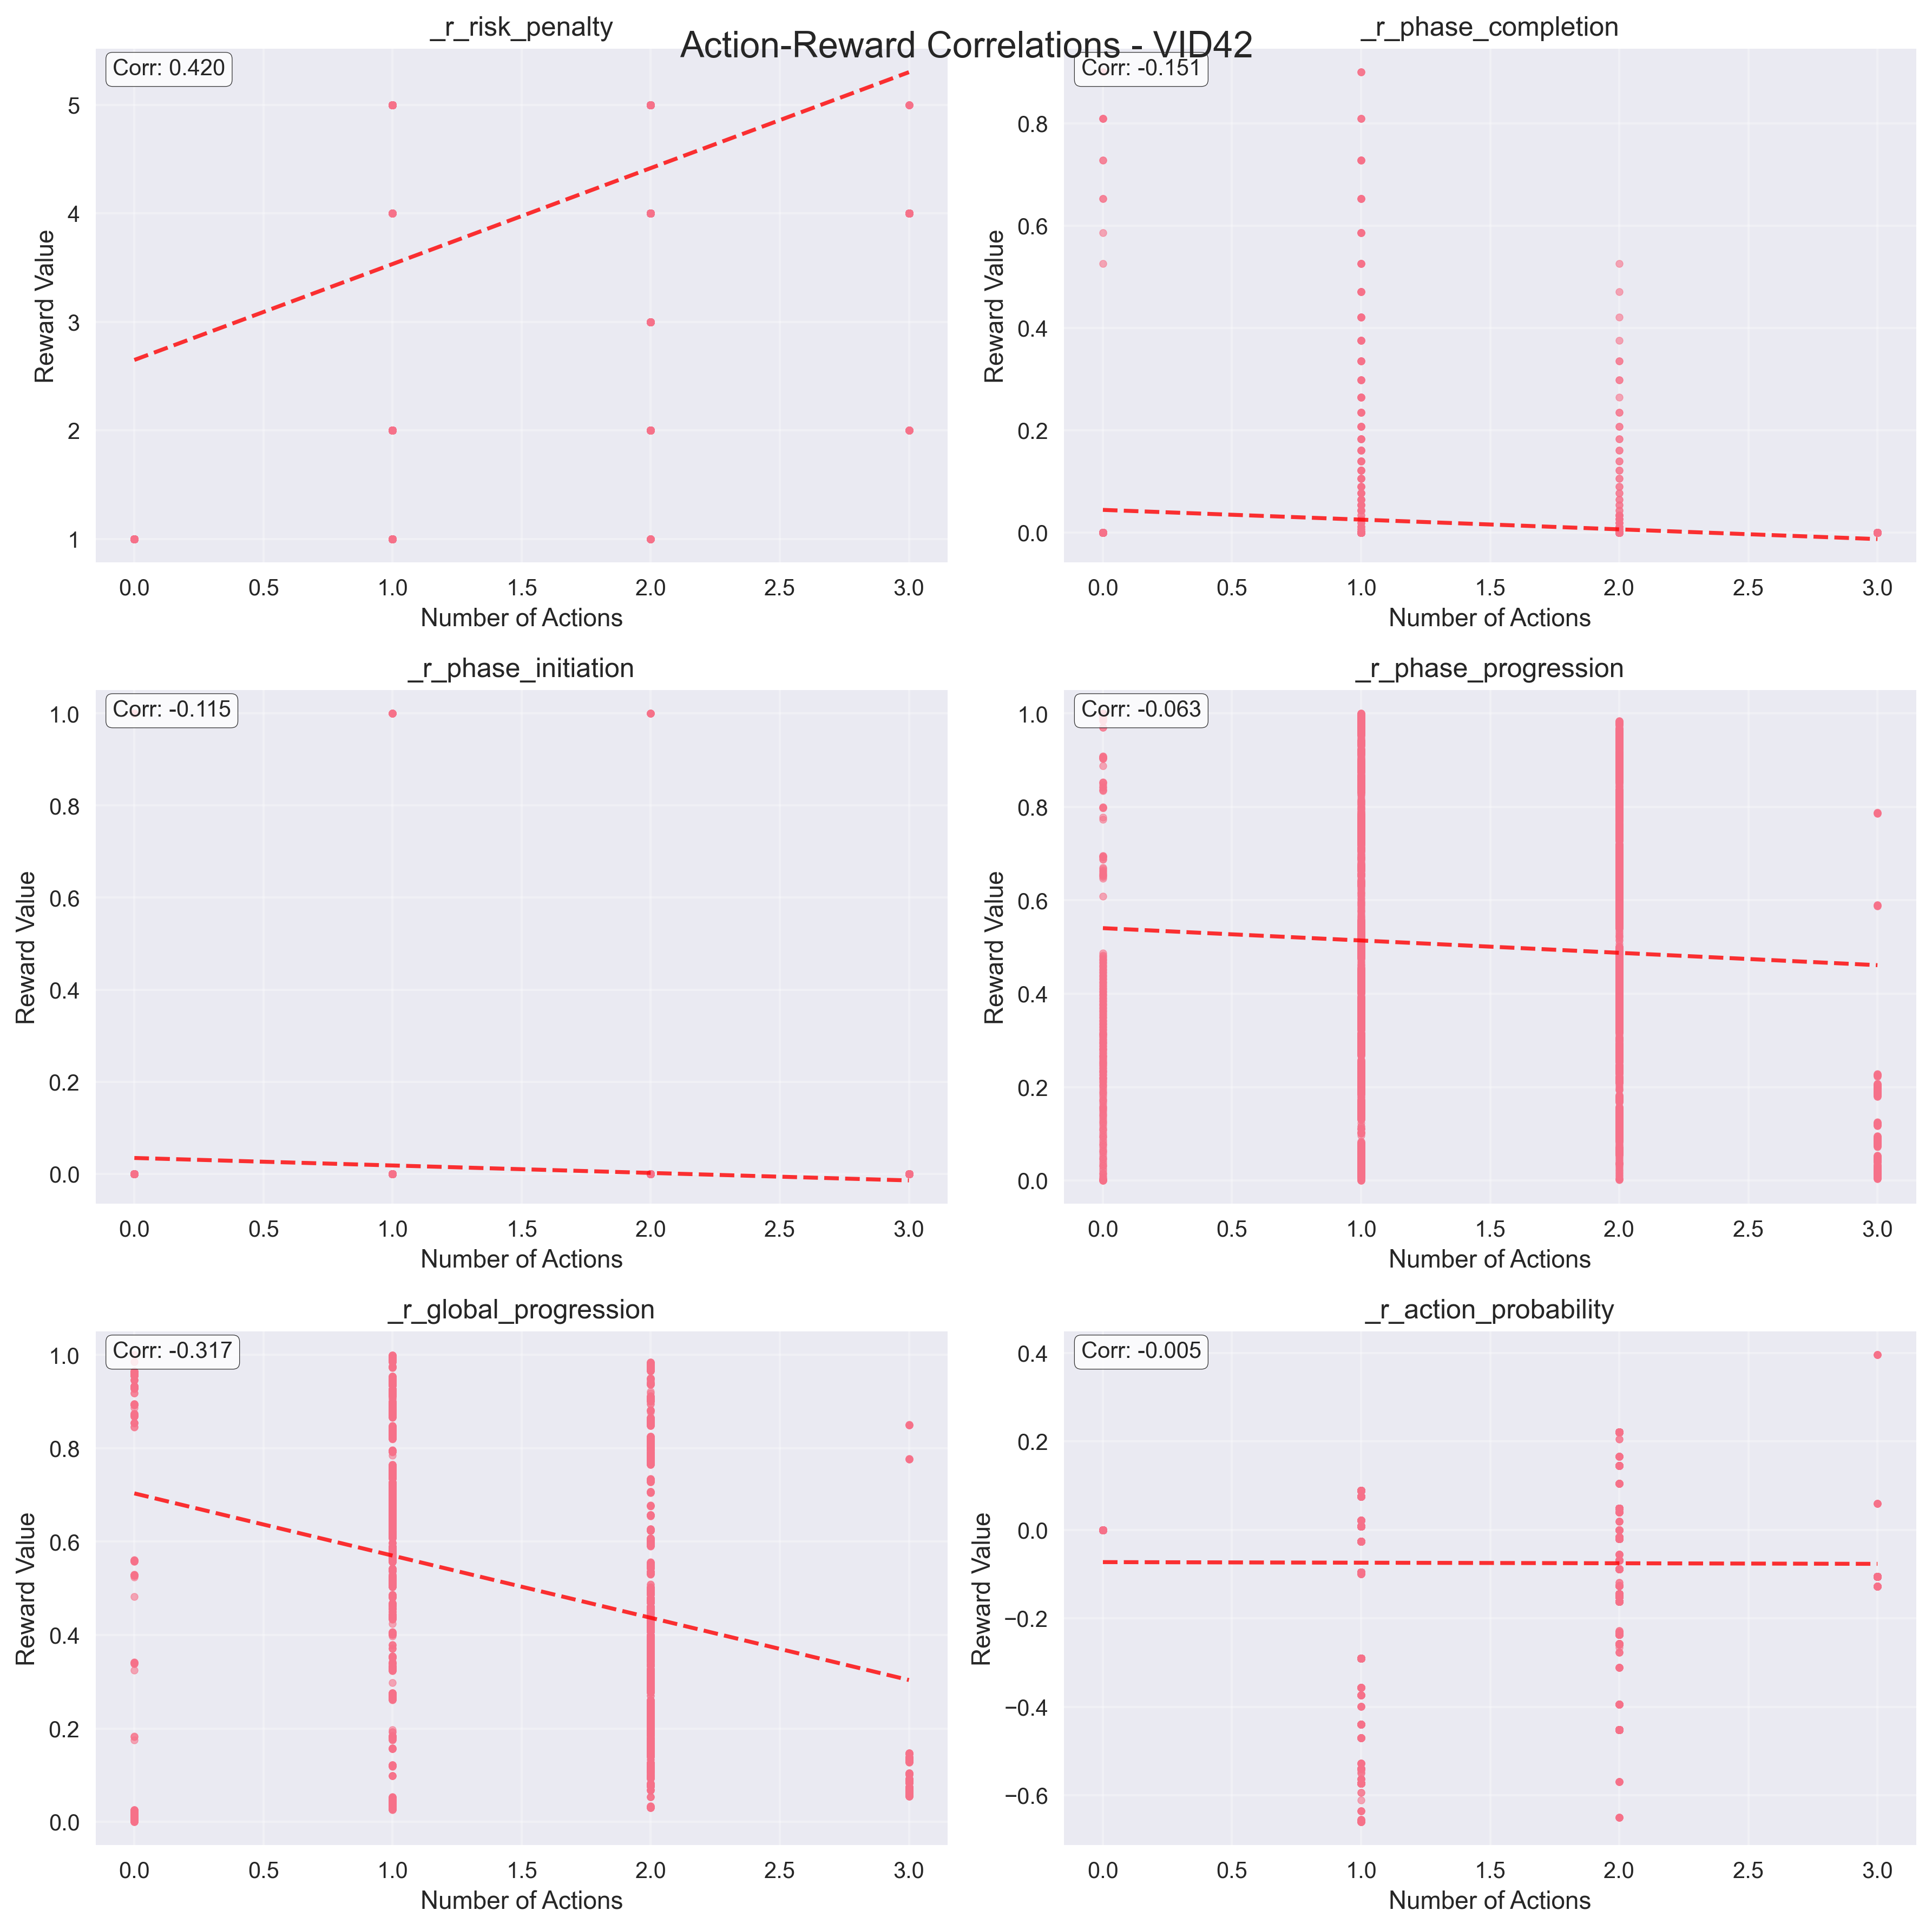 Action-Reward Correlations - VID42
_r_risk_penalty
Corr: 0.420
Reward Value
5
4
3
2
1
0.0 0.5 1.0 1.5 2.0 2.5 3.0
Number of Actions
_r_phase_completion
Corr: -0.151
Reward Value
0.8
0.6
0.4
0.2
0.0
0.0 0.5 1.0 1.5 2.0 2.5 3.0
Number of Actions
_r_phase_initiation
Corr: -0.115
Reward Value
1.0
0.8
0.6
0.4
0.2
0.0
0.0 0.5 1.0 1.5 2.0 2.5 3.0
Number of Actions
_r_phase_progression
Corr: -0.063
Reward Value
1.0
0.8
0.6
0.4
0.2
0.0
0.0 0.5 1.0 1.5 2.0 2.5 3.0
Number of Actions
_r_global_progression
Corr: -0.317
Reward Value
1.0
0.8
0.6
0.4
0.2
0.0
0.0 0.5 1.0 1.5 2.0 2.5 3.0
Number of Actions
_r_action_probability
Corr: -0.005
Reward Value
0.4
0.2
0.0
−0.2
−0.4
−0.6
0.0 0.5 1.0 1.5 2.0 2.5 3.0
Number of Actions